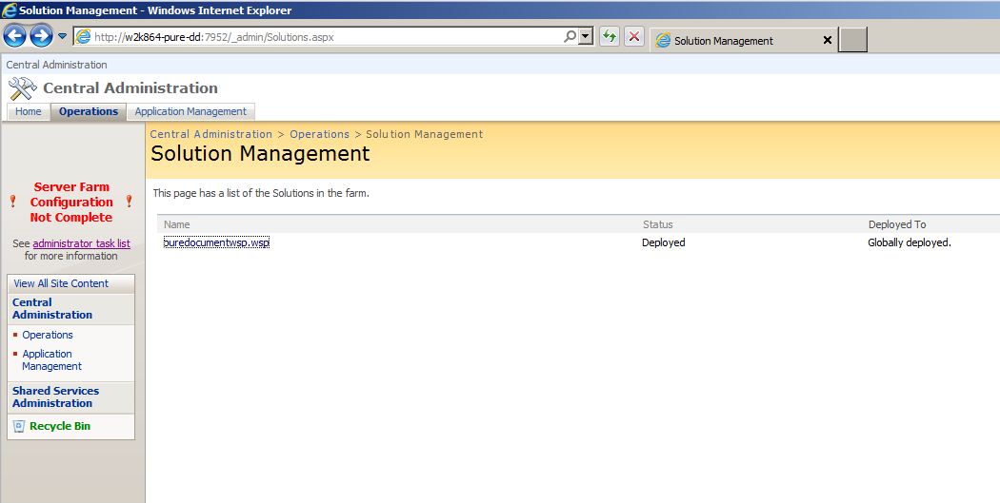 Solution Management - Windows Internet Explorer
http://w2k864-pure-dd:7952/_admin/Solutions.aspx
Solution Management
Central Administration
Central Administration
Home Operations Application Management
Central Administration > Operations > Solution Management
Solution Management
Server Farm
Configuration
Not Complete
See administrator task list
for more information
This page has a list of the Solutions in the farm.
Name Status Deployed To
puredocumentwsp.wsp Deployed Globally deployed.
View All Site Content
Central
Administration
Operations
Application
Management
Shared Services
Administration
Recycle Bin